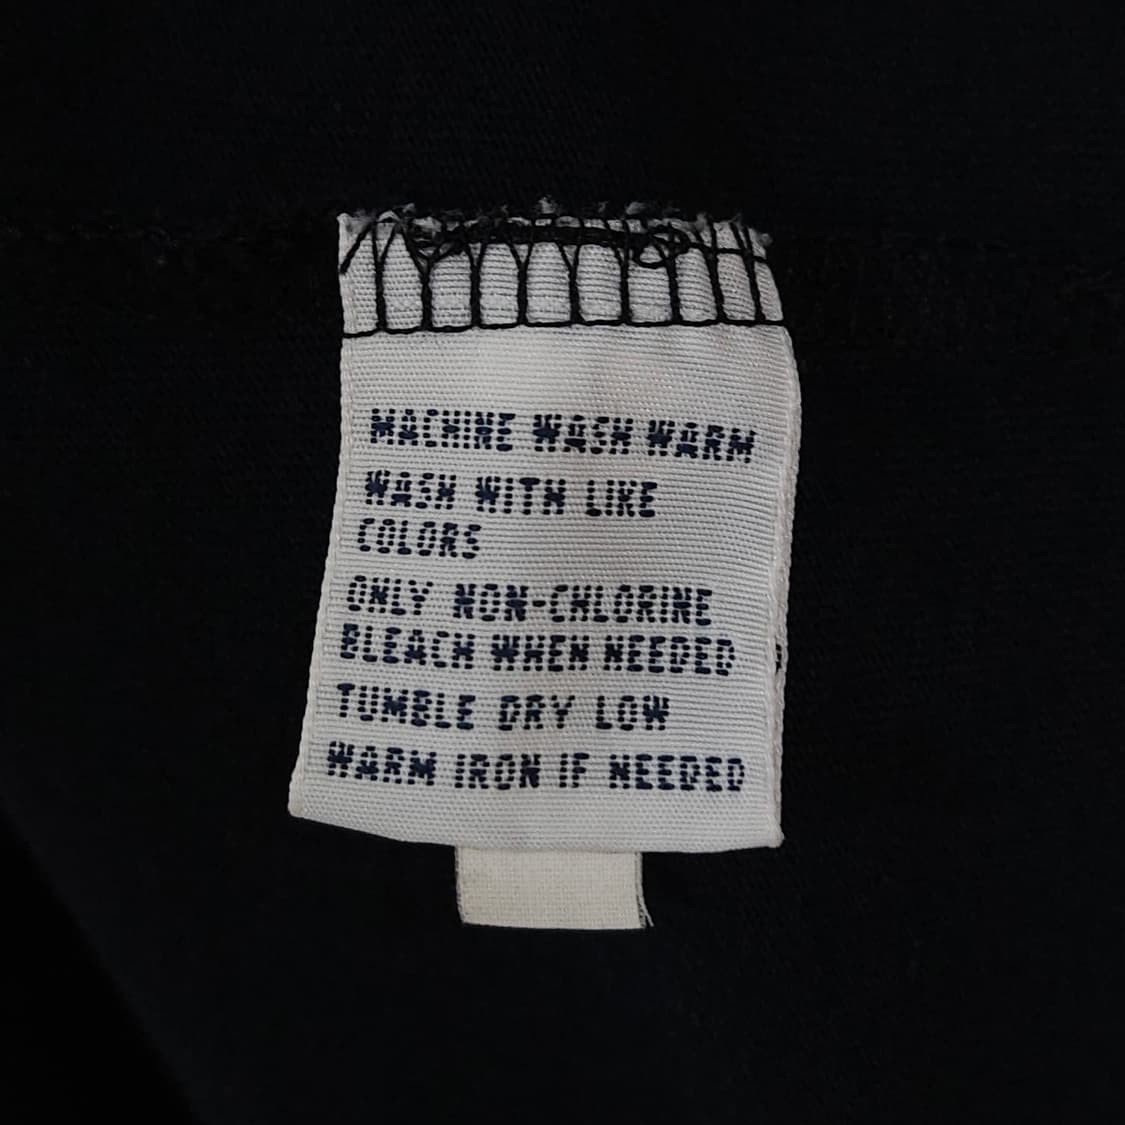 MACHINE WASH WARM
WASH WITH LIKE
COLORS
ONLY NON-CHLORINE
BLEACH WHEN NEEDED
TUMBLE DRY LOW
WARM IRON IF NEEDED